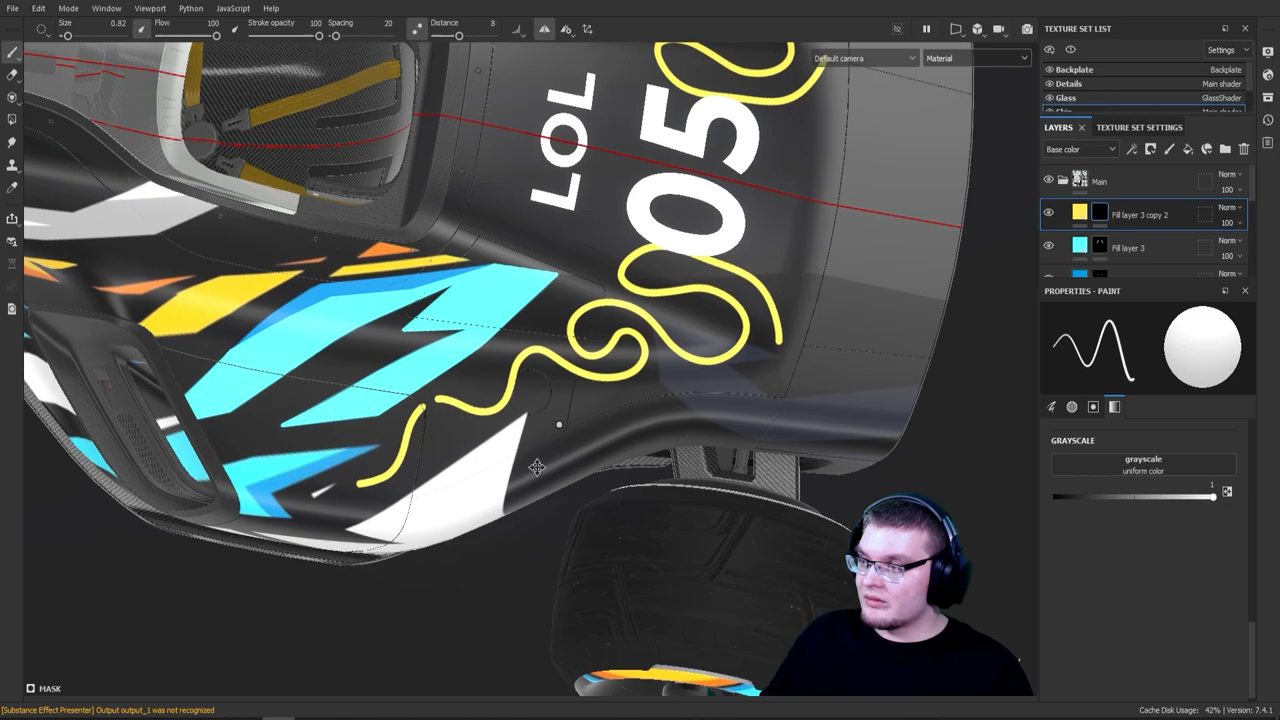 File Edit Mode Window Viewport Python JavaScript Help
Size 0.82 Flow 100 Stroke opacity 100 Spacing 20 Distance 8
Default camera Material
TEXTURE SET LIST
Settings
Backplate Backplate
Details Main shader
Glass GlassShader
LAYERS TEXTURE SET SETTINGS
Base color
Main Norm 100
Fill layer 3 copy 2 Norm 100
Fill layer 3 Norm 100
Norm
PROPERTIES - PAINT
GRAYSCALE
grayscale
uniform color
1
LOL
05
MASK
[Substance Effect Presenter] Output output_1 was not recognized
Cache Disk Usage: 42% | Version: 7.4.1